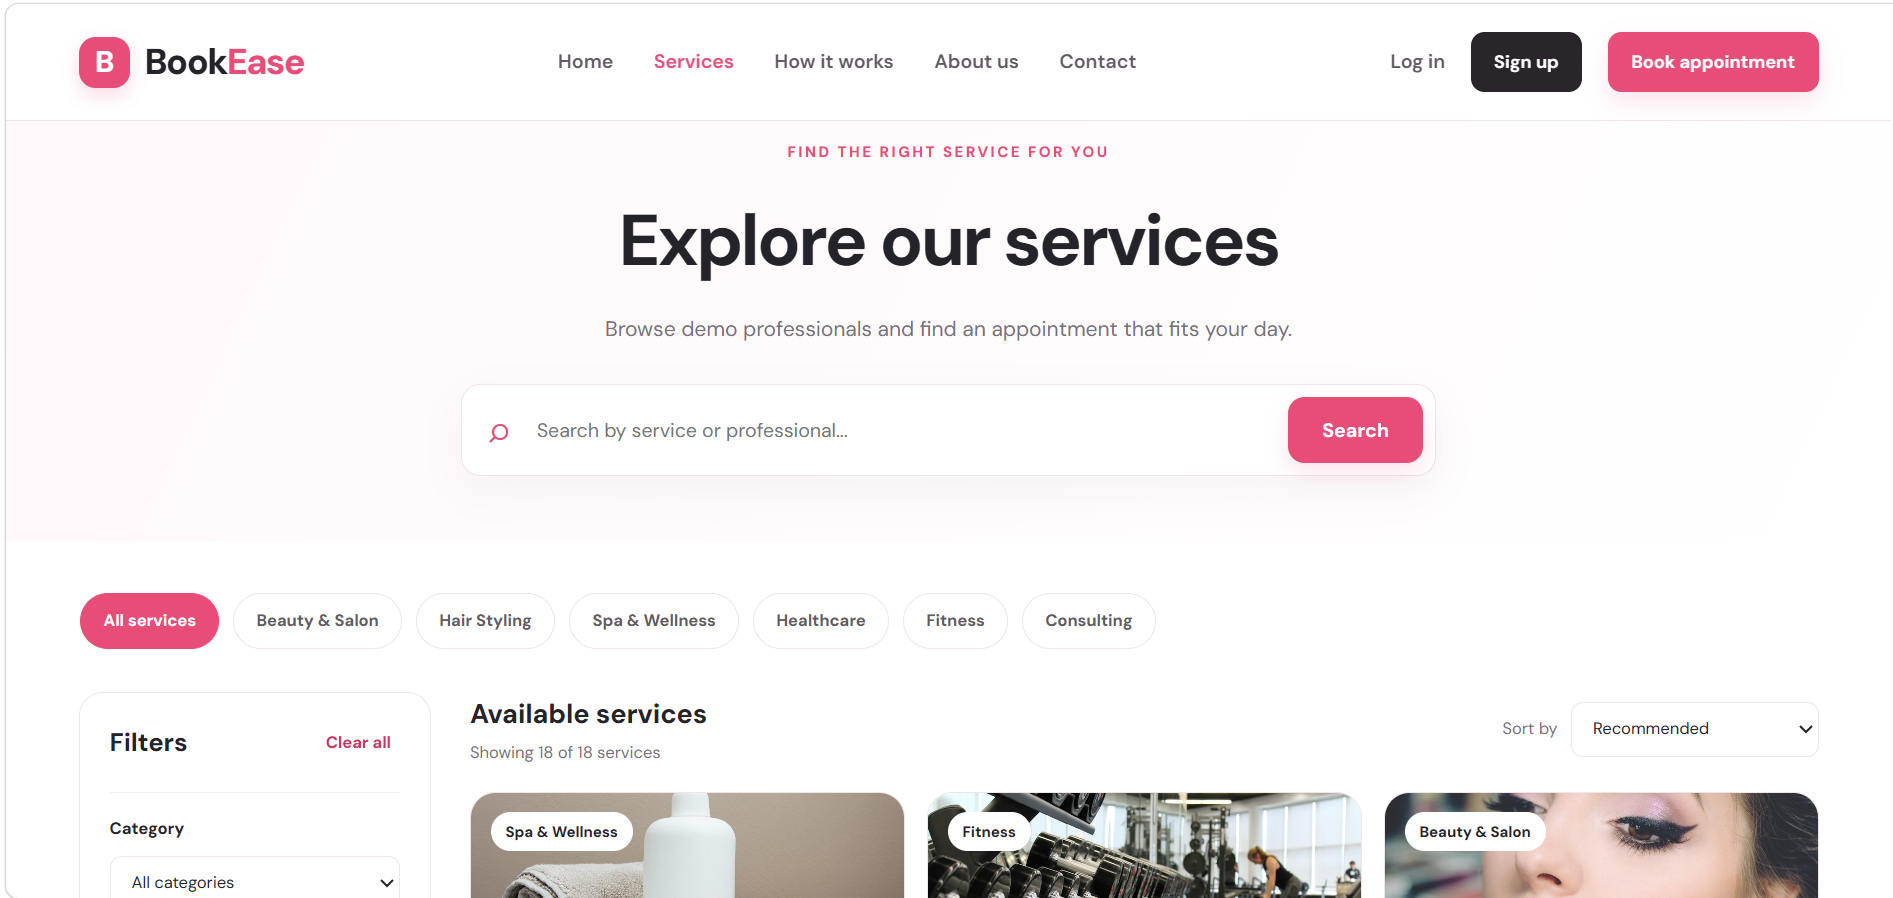 B BookEase
Home Services How it works About us Contact
Log in Sign up Book appointment
FIND THE RIGHT SERVICE FOR YOU
Explore our services
Browse demo professionals and find an appointment that fits your day.
Search by service or professional...
Search
All services Beauty & Salon Hair Styling Spa & Wellness Healthcare Fitness Consulting
Filters Clear all
Category
All categories
Available services
Showing 18 of 18 services
Sort by Recommended
Spa & Wellness
Fitness
Beauty & Salon